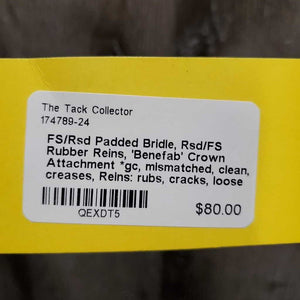 The Tack Collector
174789-24
FS/Rsd Padded Bridle, Rsd/FS
Rubber Reins, 'Benefab' Crown
Attachment *gc, mismatched, clean,
creases, Reins: rubs, cracks, loose
QEXDT5
$80.00